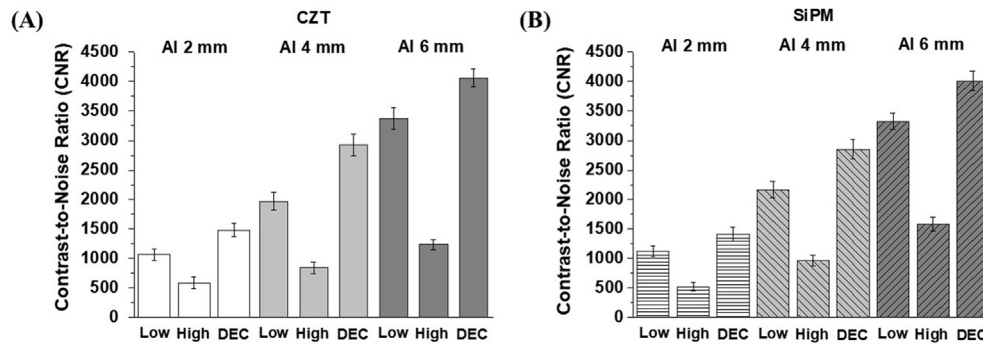 (A)
CZT
Al 2 mm Al 4 mm Al 6 mm
Contrast-to-Noise Ratio (CNR)
4500
4000
3500
3000
2500
2000
1500
1000
500
0
Low High DEC Low High DEC Low High DEC
(B)
SiPM
Al 2 mm Al 4 mm Al 6 mm
Contrast-to-Noise Ratio (CNR)
4500
4000
3500
3000
2500
2000
1500
1000
500
0
Low High DEC Low High DEC Low High DEC